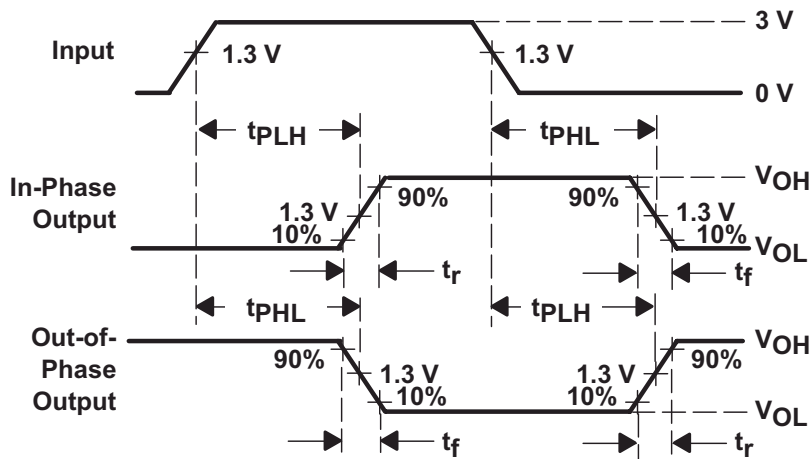 3 V
Input
1.3 V
1.3 V
0 V
tPLH
tPHL
In-Phase
Output
VOH
90%
90%
1.3 V
1.3 V
10%
10%
VOL
tr
tf
tPHL
tPLH
Out-of-
Phase
Output
VOH
90%
90%
1.3 V
1.3 V
10%
10%
VOL
tf
tr